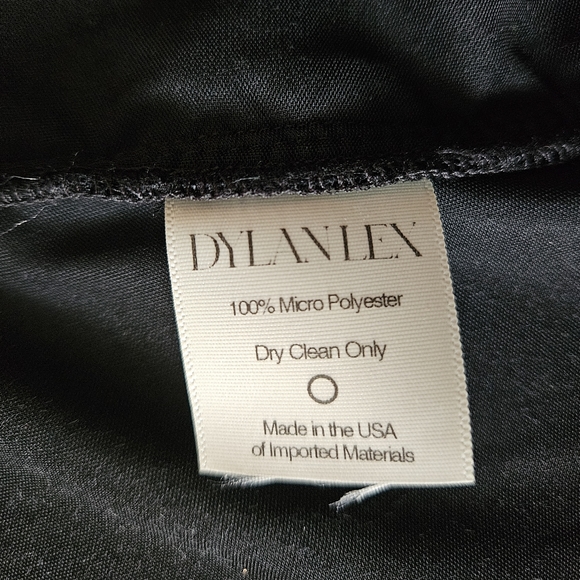 DYLANLEX
100% Micro Polyester
Dry Clean Only
Made in the USA
of Imported Materials